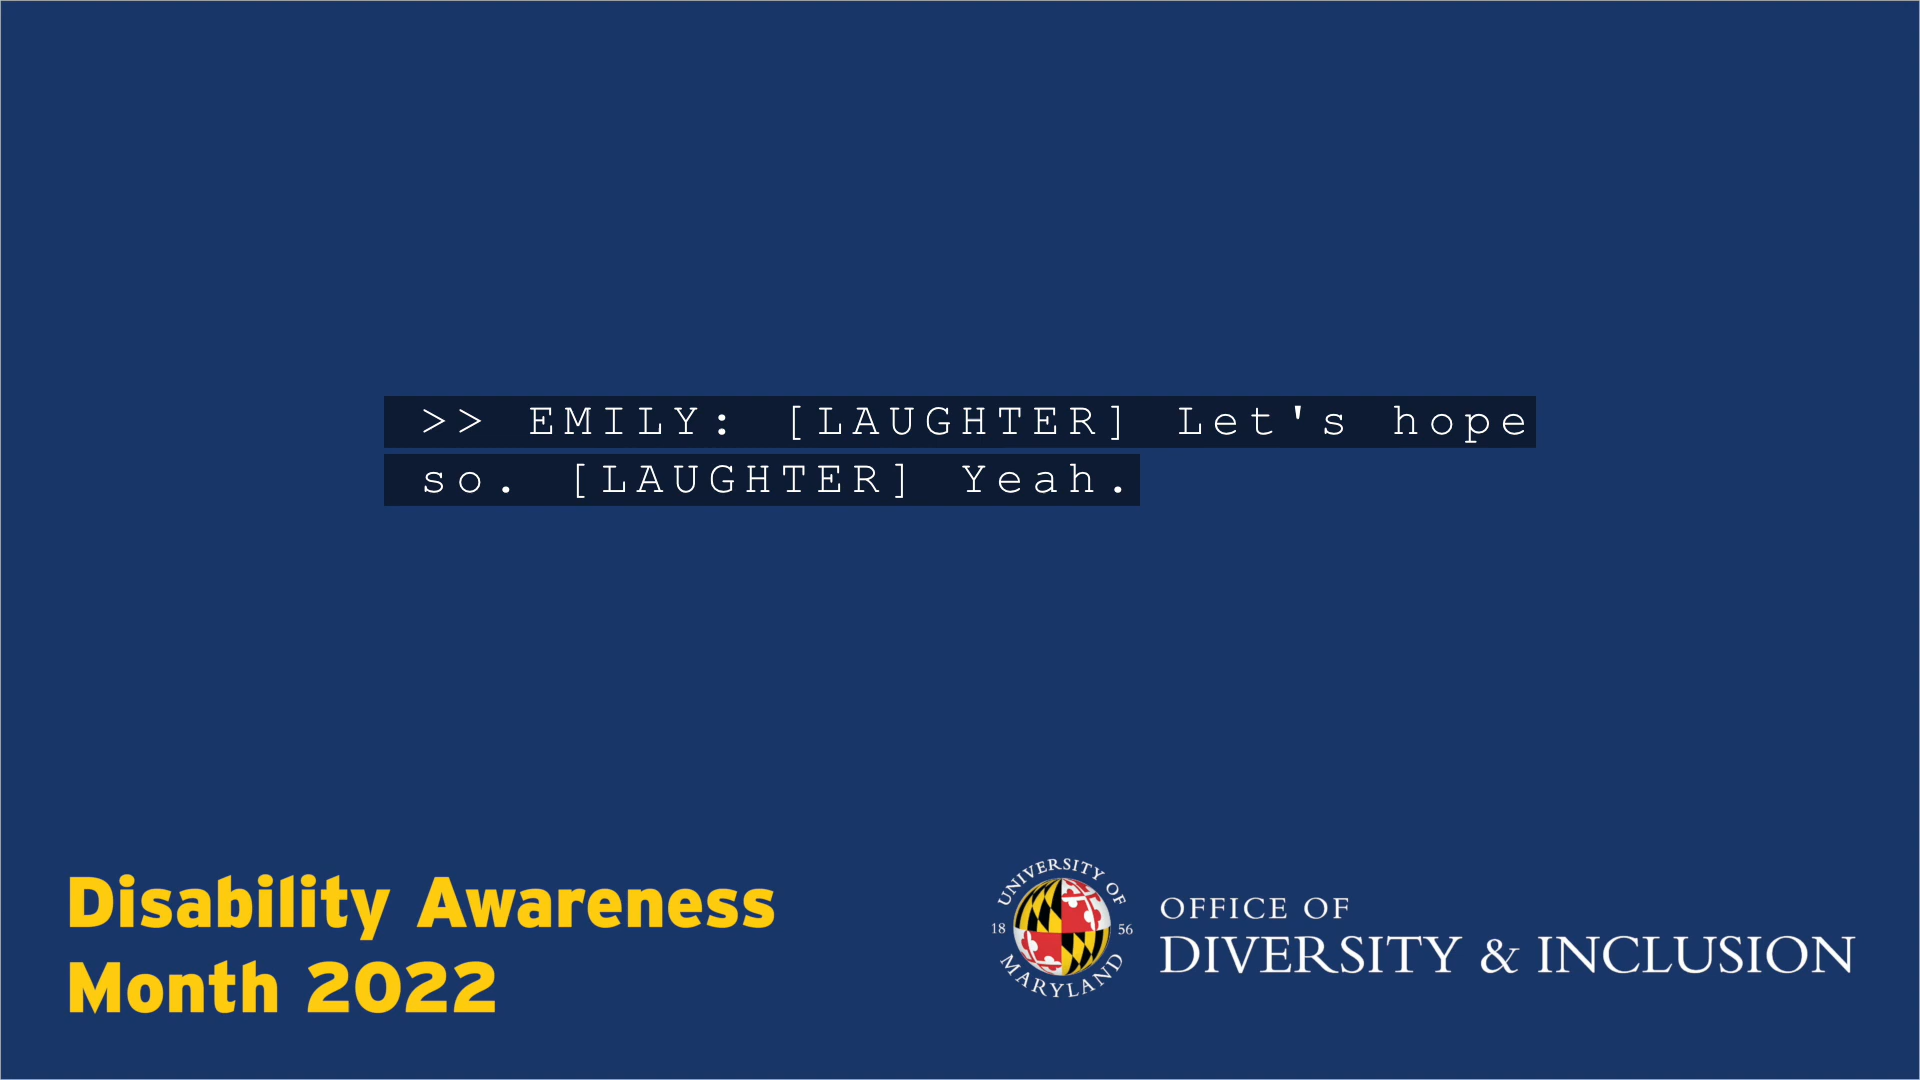 >> EMILY: [LAUGHTER] Let's hope
so. [LAUGHTER] Yeah.
Disability Awareness
Month 2022
UNIVERSITY OF
18 56
MARYLAND
OFFICE OF
DIVERSITY & INCLUSION